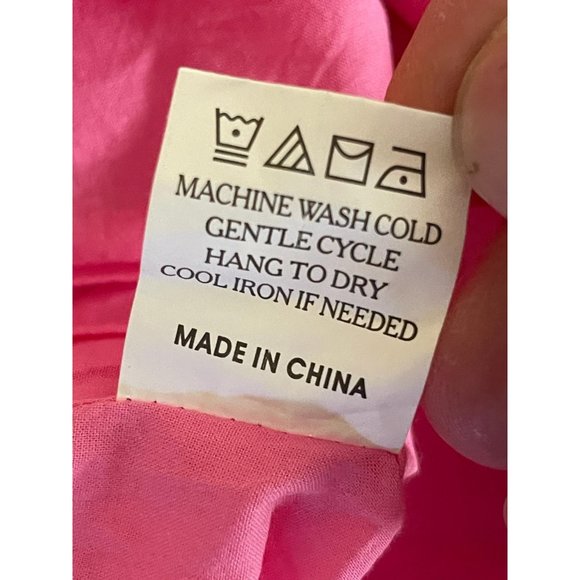 MACHINE WASH COLD
GENTLE CYCLE
HANG TO DRY
COOL IRON IF NEEDED
MADE IN CHINA